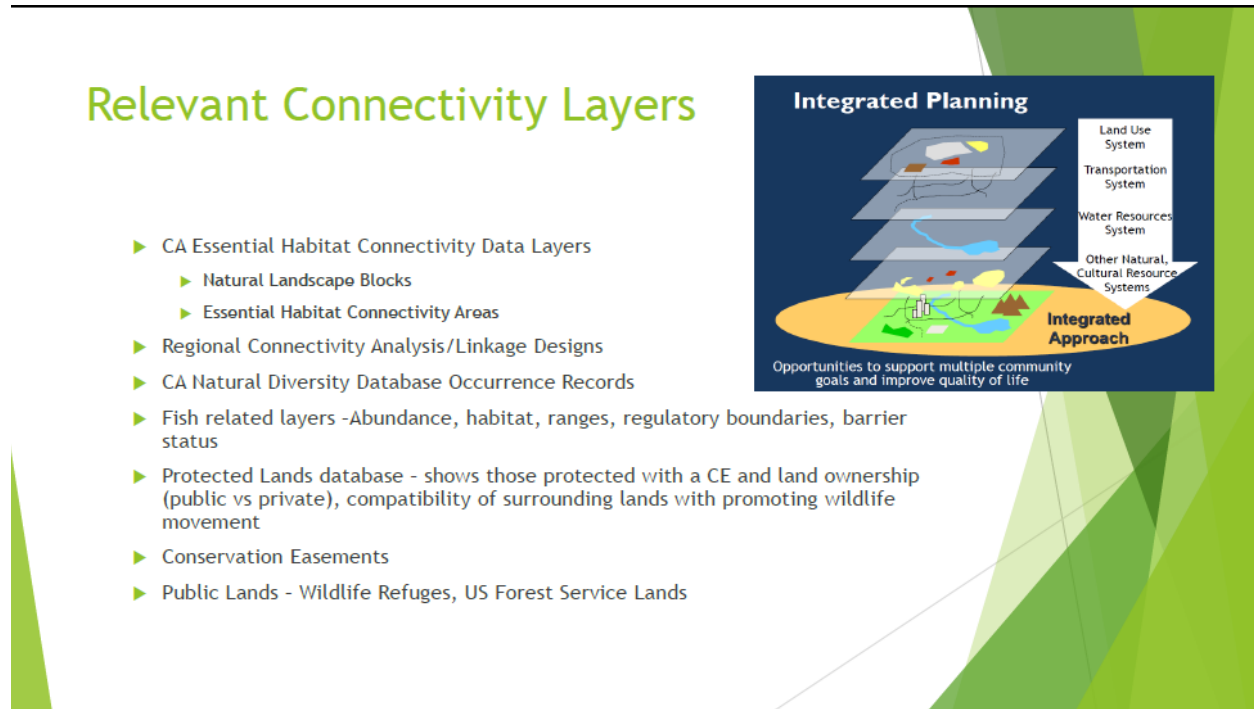 Relevant Connectivity Layers
CA Essential Habitat Connectivity Data Layers
Natural Landscape Blocks
Essential Habitat Connectivity Areas
Regional Connectivity Analysis/Linkage Designs
CA Natural Diversity Database Occurrence Records
Fish related layers –Abundance, habitat, ranges, regulatory boundaries, barrier
status
Protected Lands database – shows those protected with a CE and land ownership
(public vs private), compatibility of surrounding lands with promoting wildlife
movement
Conservation Easements
Public Lands – Wildlife Refuges, US Forest Service Lands
Integrated Planning
Land Use
System
Transportation
System
Water Resources
System
Other Natural,
Cultural Resource
Systems
Integrated
Approach
Opportunities to support multiple community
goals and improve quality of life